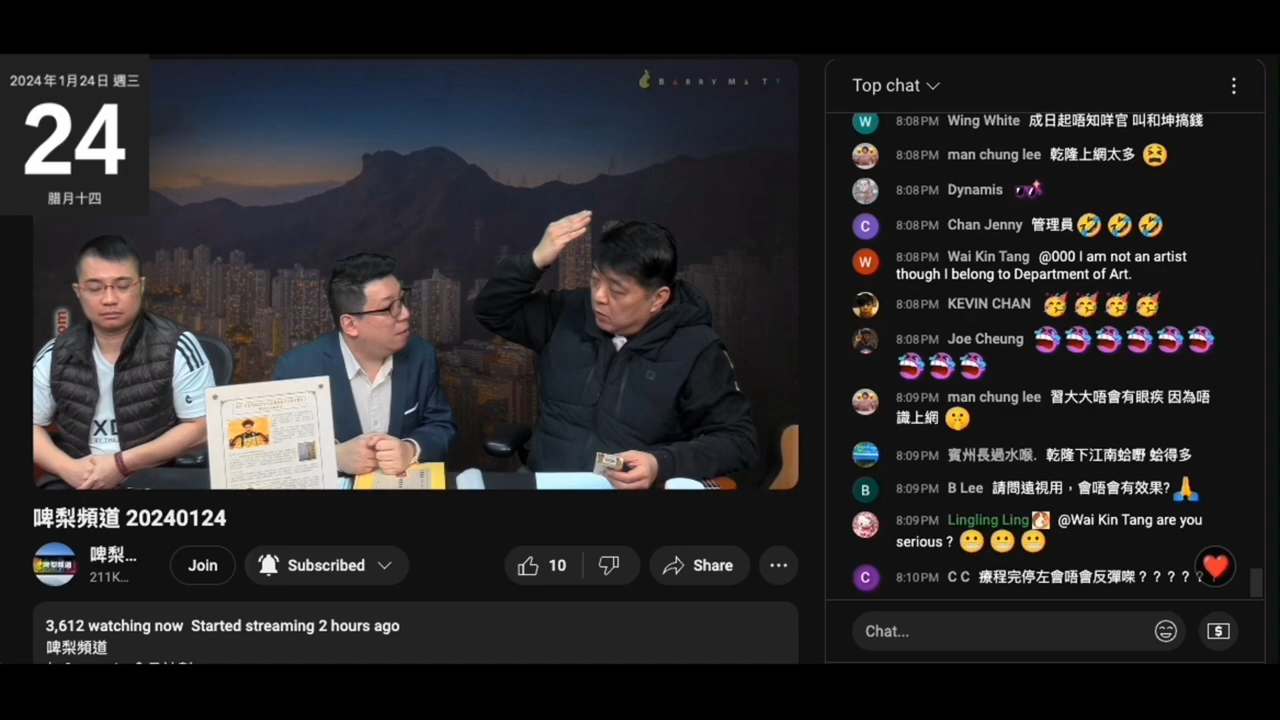 2024年1月24日 週三
24
腊月十四
BARRY MA TV
啤梨頻道 20240124
啤梨...
211K...
Join
Subscribed
10
Share
3,612 watching now Started streaming 2 hours ago
啤梨頻道
Top chat
8:08 PM Wing White 成日起唔知咩官 叫和坤搞錢
8:08 PM man chung lee 乾隆上網太多 😫
8:08 PM Dynamis
8:08 PM Chan Jenny 管理員🤣🤣🤣
8:08 PM Wai Kin Tang @000 I am not an artist
though I belong to Department of Art.
8:08 PM KEVIN CHAN 🥳🥳🥳🥳
8:08 PM Joe Cheung
8:09 PM man chung lee 習大大唔會有眼疾 因為唔
識上網 🤫
8:09 PM 賓州長過水喉. 乾隆下江南蛤嘢 蛤得多
8:09 PM B Lee 請問遠視用，會唔會有效果? 🙏
8:09 PM Lingling Ling @Wai Kin Tang are you
serious ? 😬😬😬
8:10 PM C C 療程完停左會唔會反彈㗎？？？？？
Chat...